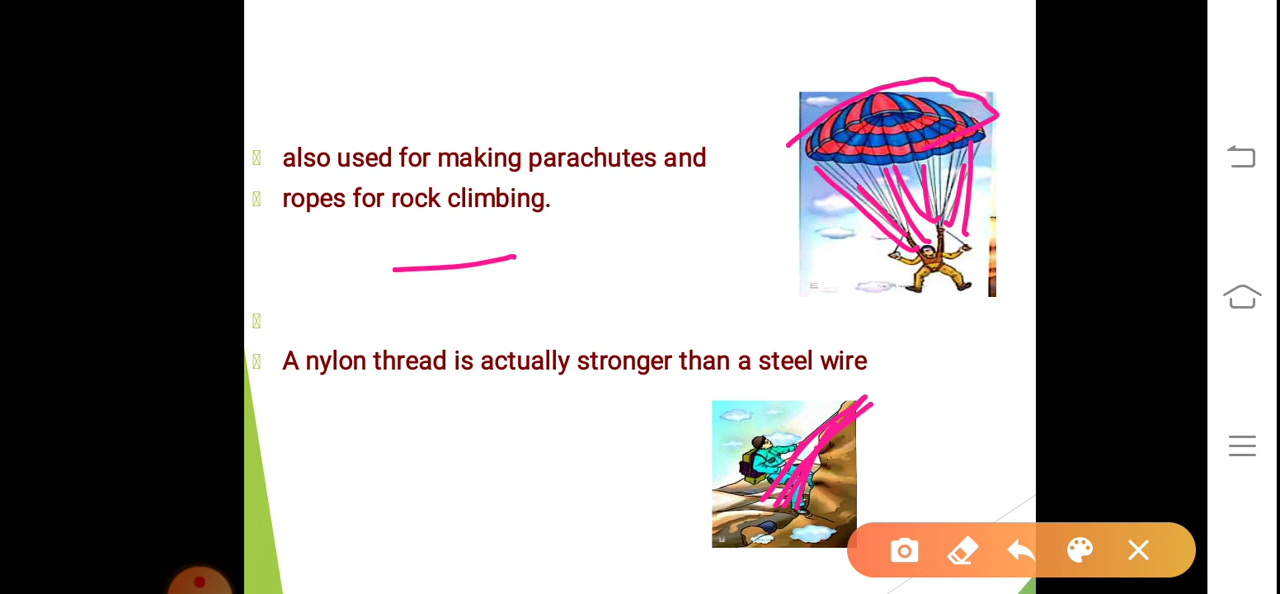 also used for making parachutes and
ropes for rock climbing.
A nylon thread is actually stronger than a steel wire